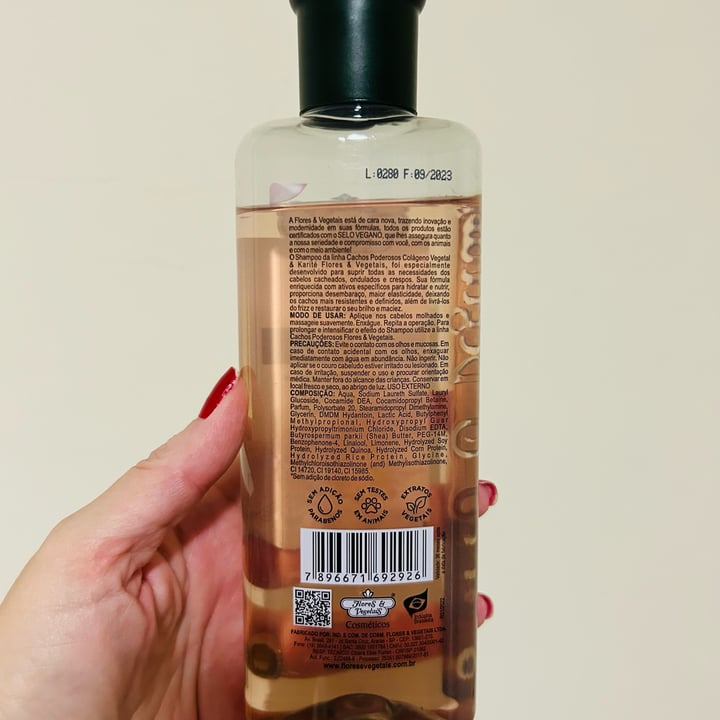 L:0280 F:09/2023
A Flores & Vegetais está de cara nova, trazendo inovação e
modernidade em suas fórmulas, todos os produtos estão
certificados com o SELO VEGANO, que lhes assegura quanto
a nossa seriedade e compromisso com você, com os animais
e com o meio ambiente!
O Shampoo da linha Cachos Poderosos Colágeno Vegetal
& Karité Flores & Vegetais, foi especialmente
desenvolvido para suprir todas as necessidades dos
cabelos cacheados, ondulados e crespos. Sua fórmula
enriquecida com ativos específicos para hidratar e nutrir,
proporciona desembaraço, maior elasticidade, deixando
os cachos mais resistentes e definidos, além de livrá-los
do frizz e restaurar o seu brilho e maciez.
MODO DE USAR: Aplique nos cabelos molhados e
massageie suavemente. Enxágue. Repita a operação. Para
prolongar e intensificar o efeito do Shampoo utilize a linha
Cachos Poderosos Flores & Vegetais.
PRECAUÇÕES: Evite o contato com os olhos e mucosas. Em
caso de contato acidental com os olhos, enxaguar
imediatamente com água em abundância. Não ingerir. Não
aplicar se o couro cabeludo estiver irritado ou lesionado. Em
caso de irritação, suspender o uso e procurar orientação
médica. Manter fora do alcance das crianças. Conservar em
local fresco e seco, ao abrigo de luz. USO EXTERNO
COMPOSIÇÃO: Aqua, Sodium Laureth Sulfate, Lauryl
Glucoside, Cocamide DEA, Cocamidopropyl Betaine,
Parfum, Polysorbate 20, Stearamidopropyl Dimethylamine,
Glycerin, DMDM Hydantoin, Lactic Acid, Butylphenyl
Methylpropional, Hydroxypropyl Guar
Hydroxypropyltrimonium Chloride, Disodium EDTA,
Butyrospermum parkii (Shea) Butter, PEG-14M,
Benzophenone-4, Linalool, Limonene, Hydrolyzed Soy
Protein, Hydrolyzed Quinoa, Hydrolyzed Corn Protein,
Hydrolyzed Rice Protein, Glycine,
Methylchloroisothiazolinone (and) Methylisothiazolinone,
CI 14720, CI 19140, CI 15985.
*Sem adição de cloreto de sódio.
SEM ADIÇÃO PARABENOS
SEM TESTES EM ANIMAIS
EXTRATOS VEGETAIS
7 896671 692926
Flores & Vegetais
Cosméticos
Indústria Brasileira
FABRICADO POR: IND. E COM. DE COSM. FLORES & VEGETAIS LTDA.
www.floresevegetais.com.br